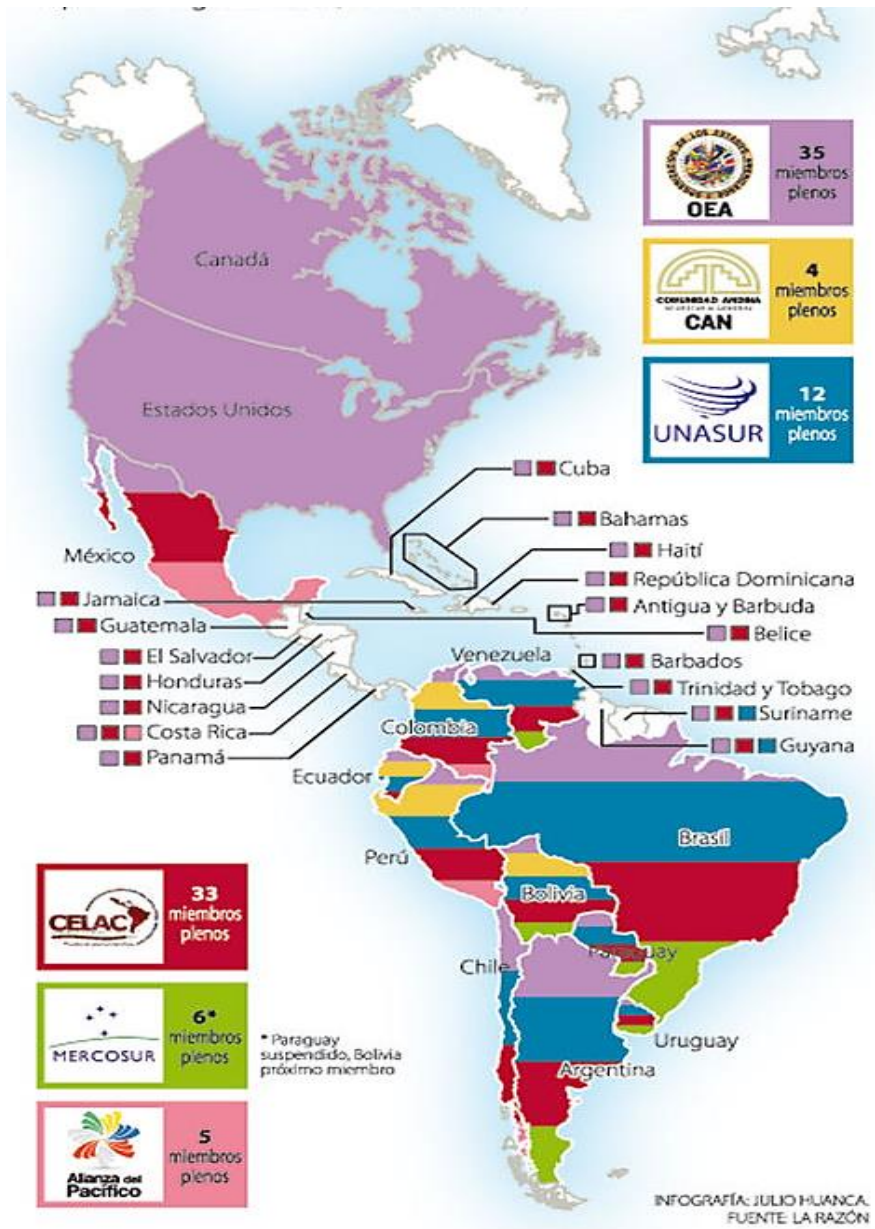 Canadá
Estados Unidos
México
35
miembros
plenos
OEA
4
miembros
plenos
COMUNIDAD ANDINA
CAN
12
miembros
plenos
UNASUR
Cuba
Bahamas
Haití
República Dominicana
Antigua y Barbuda
Belice
Barbados
Trinidad y Tobago
Suriname
Guyana
Jamaica
Guatemala
El Salvador
Honduras
Nicaragua
Costa Rica
Panamá
Venezuela
Colombia
Ecuador
Perú
Brasil
Bolivia
Paraguay
Chile
Uruguay
Argentina
CELAC
33
miembros
plenos
MERCOSUR
6*
miembros
plenos
* Paraguay
suspendido, Bolivia
próximo miembro
Alianza del
Pacífico
5
miembros
plenos
INFOGRAFÍA: JULIO HUANCA.
FUENTE: LA RAZÓN